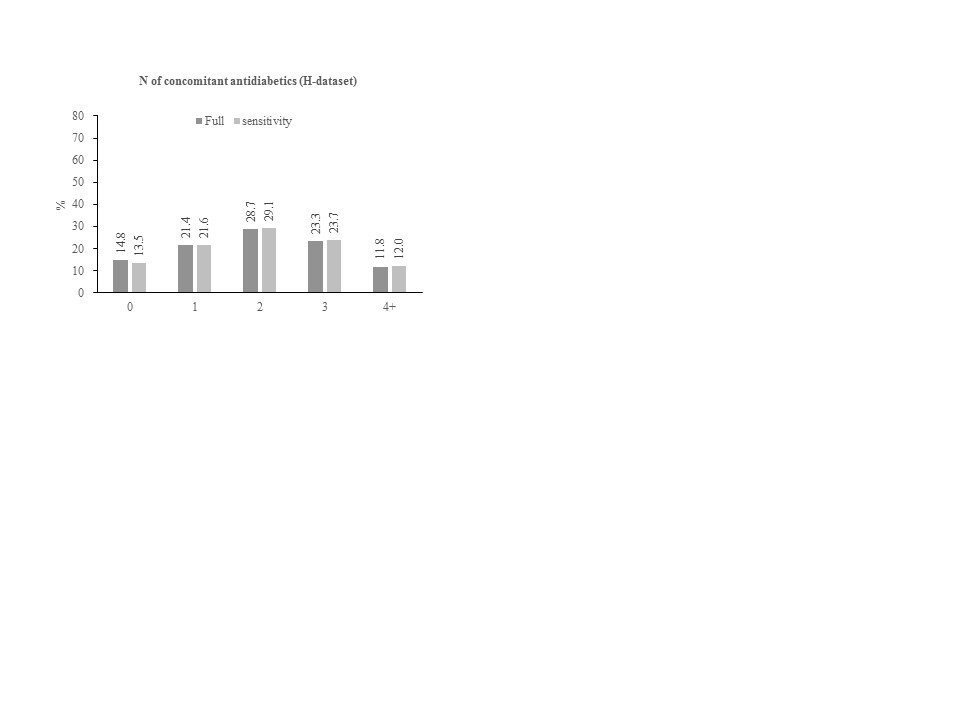 N of concomitant antidiabetics (H-dataset)
Full sensitivity
80
70
60
50
40
30
20
10
0
%
14.8 13.5 21.4 21.6 28.7 29.1 23.3 23.7 11.8 12.0
0 1 2 3 4+